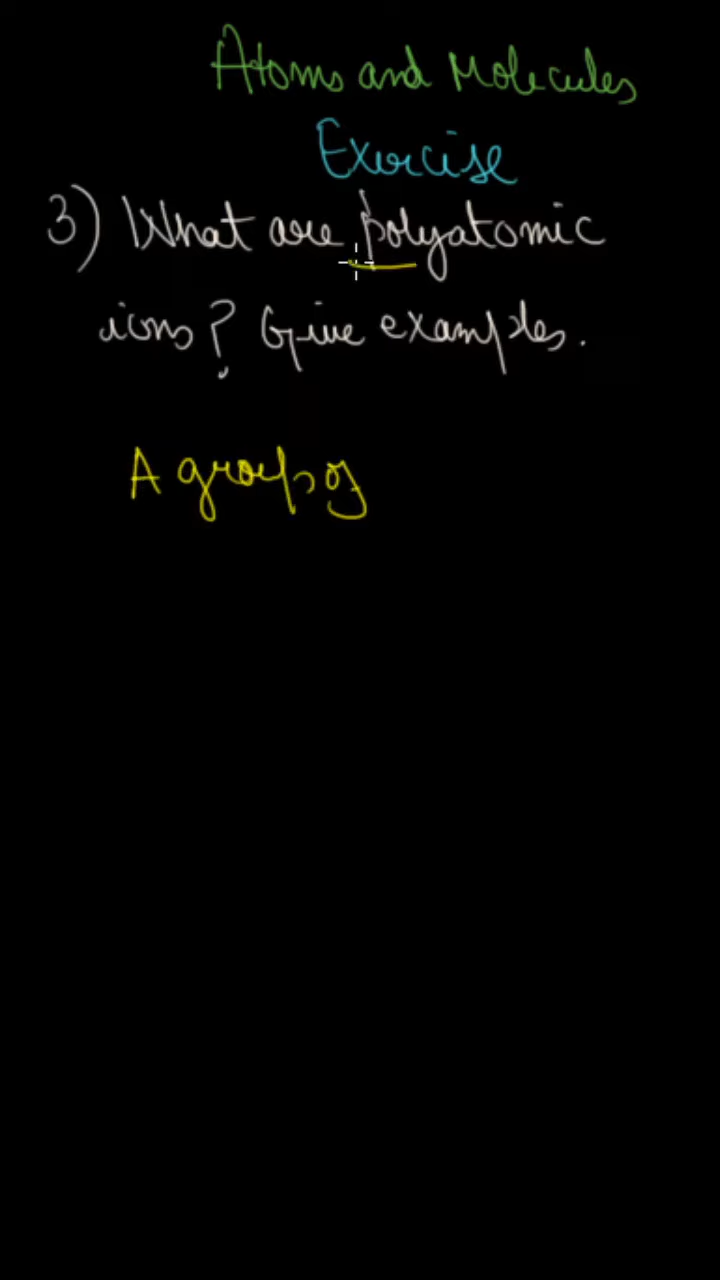 Atoms and Molecules
Exercise
3) What are polyatomic
ions? Give examples.
A group of